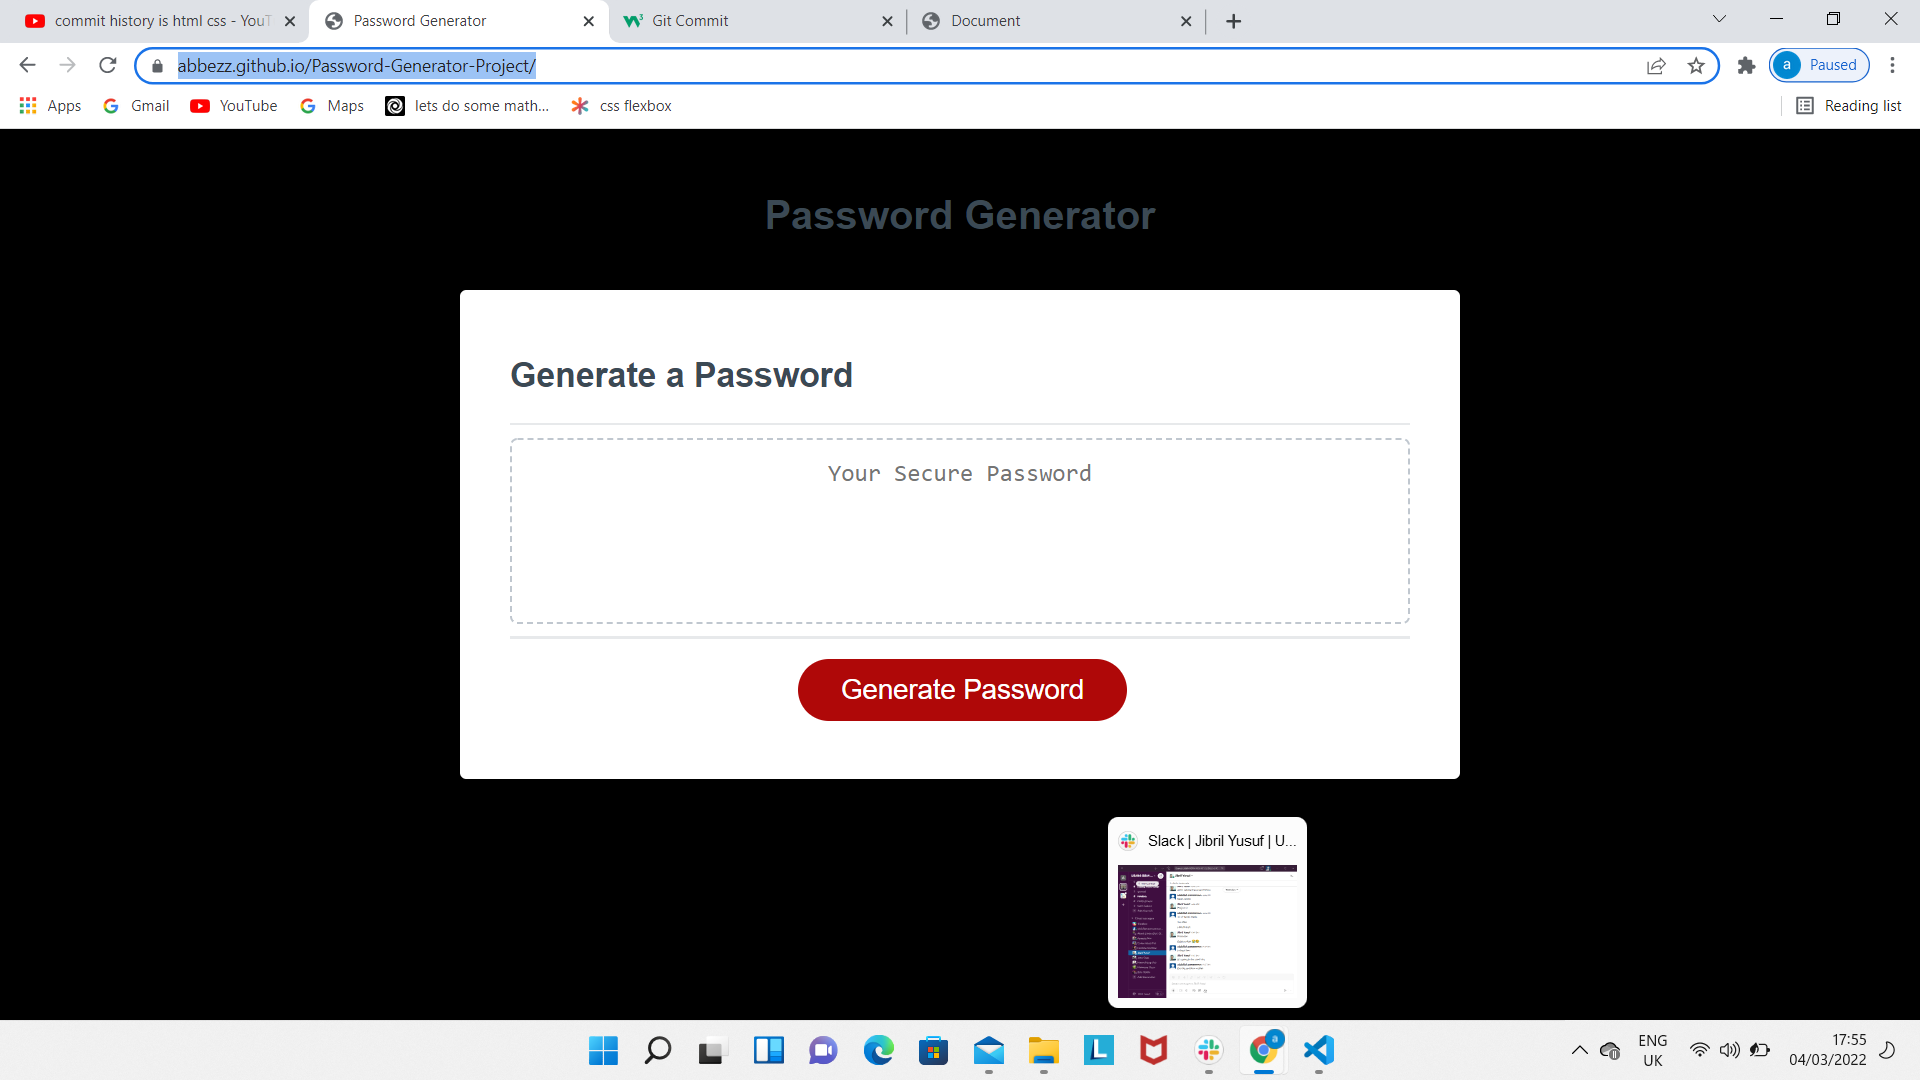 commit history is html css - YouT
Password Generator
Git Commit
Document
abbezz.github.io/Password-Generator-Project/
a
Paused
Apps
Gmail
YouTube
Maps
lets do some math...
css flexbox
Reading list
Password Generator
Generate a Password
Your Secure Password
Generate Password
Slack | Jibril Yusuf | U...
ENG
UK
17:55
04/03/2022